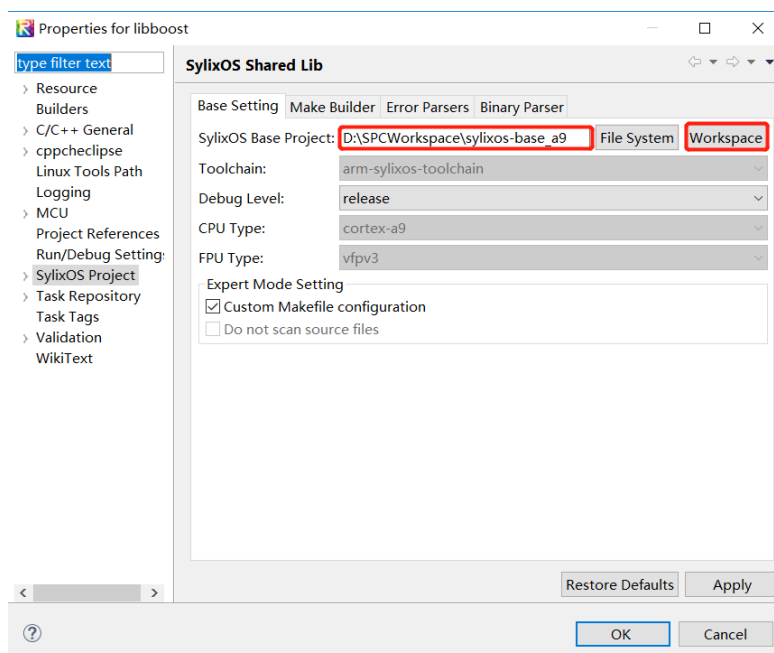 Properties for libboost
type filter text
Resource
Builders
C/C++ General
cppcheclipse
Linux Tools Path
Logging
MCU
Project References
Run/Debug Setting
SylixOS Project
Task Repository
Task Tags
Validation
WikiText
SylixOS Shared Lib
Base Setting Make Builder Error Parsers Binary Parser
SylixOS Base Project: D:\SPCWorkspace\sylixos-base_a9 File System Workspace
Toolchain: arm-sylixos-toolchain
Debug Level: release
CPU Type: cortex-a9
FPU Type: vfpv3
Expert Mode Setting
Custom Makefile configuration
Do not scan source files
Restore Defaults Apply
OK Cancel